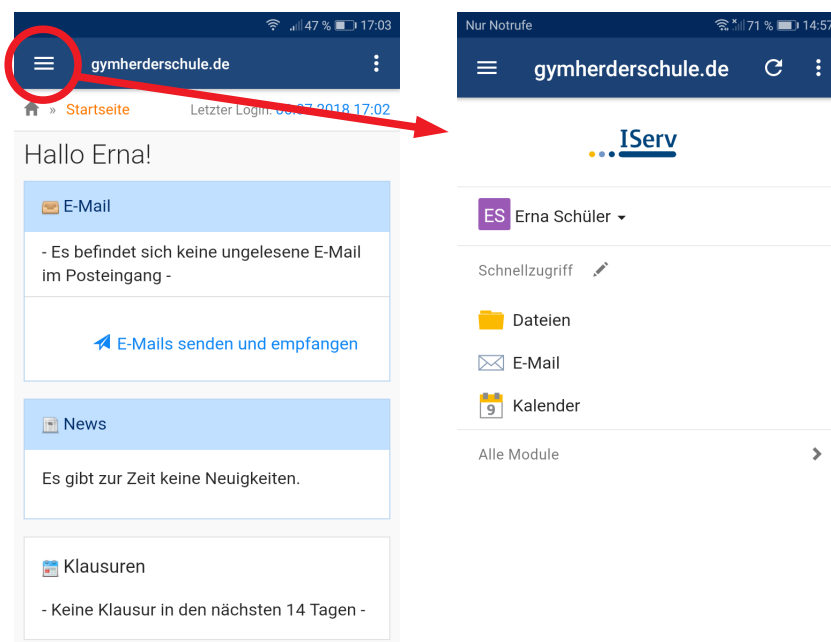 47 % 17:03
gymherderschule.de
» Startseite Letzter Login: 06.07.2018 17:02
Hallo Erna!
E-Mail
- Es befindet sich keine ungelesene E-Mail
im Posteingang -
E-Mails senden und empfangen
News
Es gibt zur Zeit keine Neuigkeiten.
Klausuren
- Keine Klausur in den nächsten 14 Tagen -
Nur Notrufe 71 % 14:57
gymherderschule.de
IServ
ES Erna Schüler
Schnellzugriff
Dateien
E-Mail
9 Kalender
Alle Module